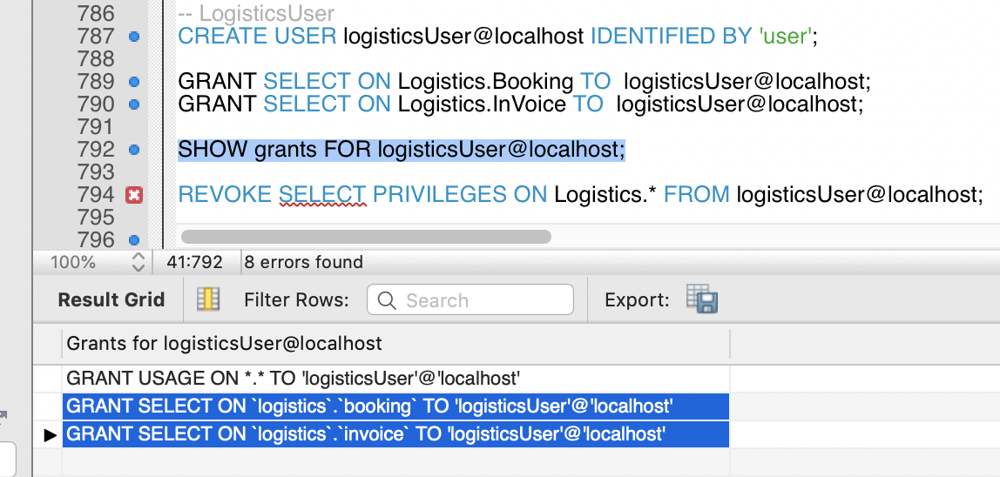 786 -- LogisticsUser
787 CREATE USER logisticsUser@localhost IDENTIFIED BY 'user';
788
789 GRANT SELECT ON Logistics.Booking TO  logisticsUser@localhost;
790 GRANT SELECT ON Logistics.InVoice TO  logisticsUser@localhost;
791
792 SHOW grants FOR logisticsUser@localhost;
793
794 REVOKE SELECT PRIVILEGES ON Logistics.* FROM logisticsUser@localhost;
795
796
100% 41:792 8 errors found
Result Grid Filter Rows: Search Export:
Grants for logisticsUser@localhost
GRANT USAGE ON *.* TO 'logisticsUser'@'localhost'
GRANT SELECT ON `logistics`.`booking` TO 'logisticsUser'@'localhost'
GRANT SELECT ON `logistics`.`invoice` TO 'logisticsUser'@'localhost'